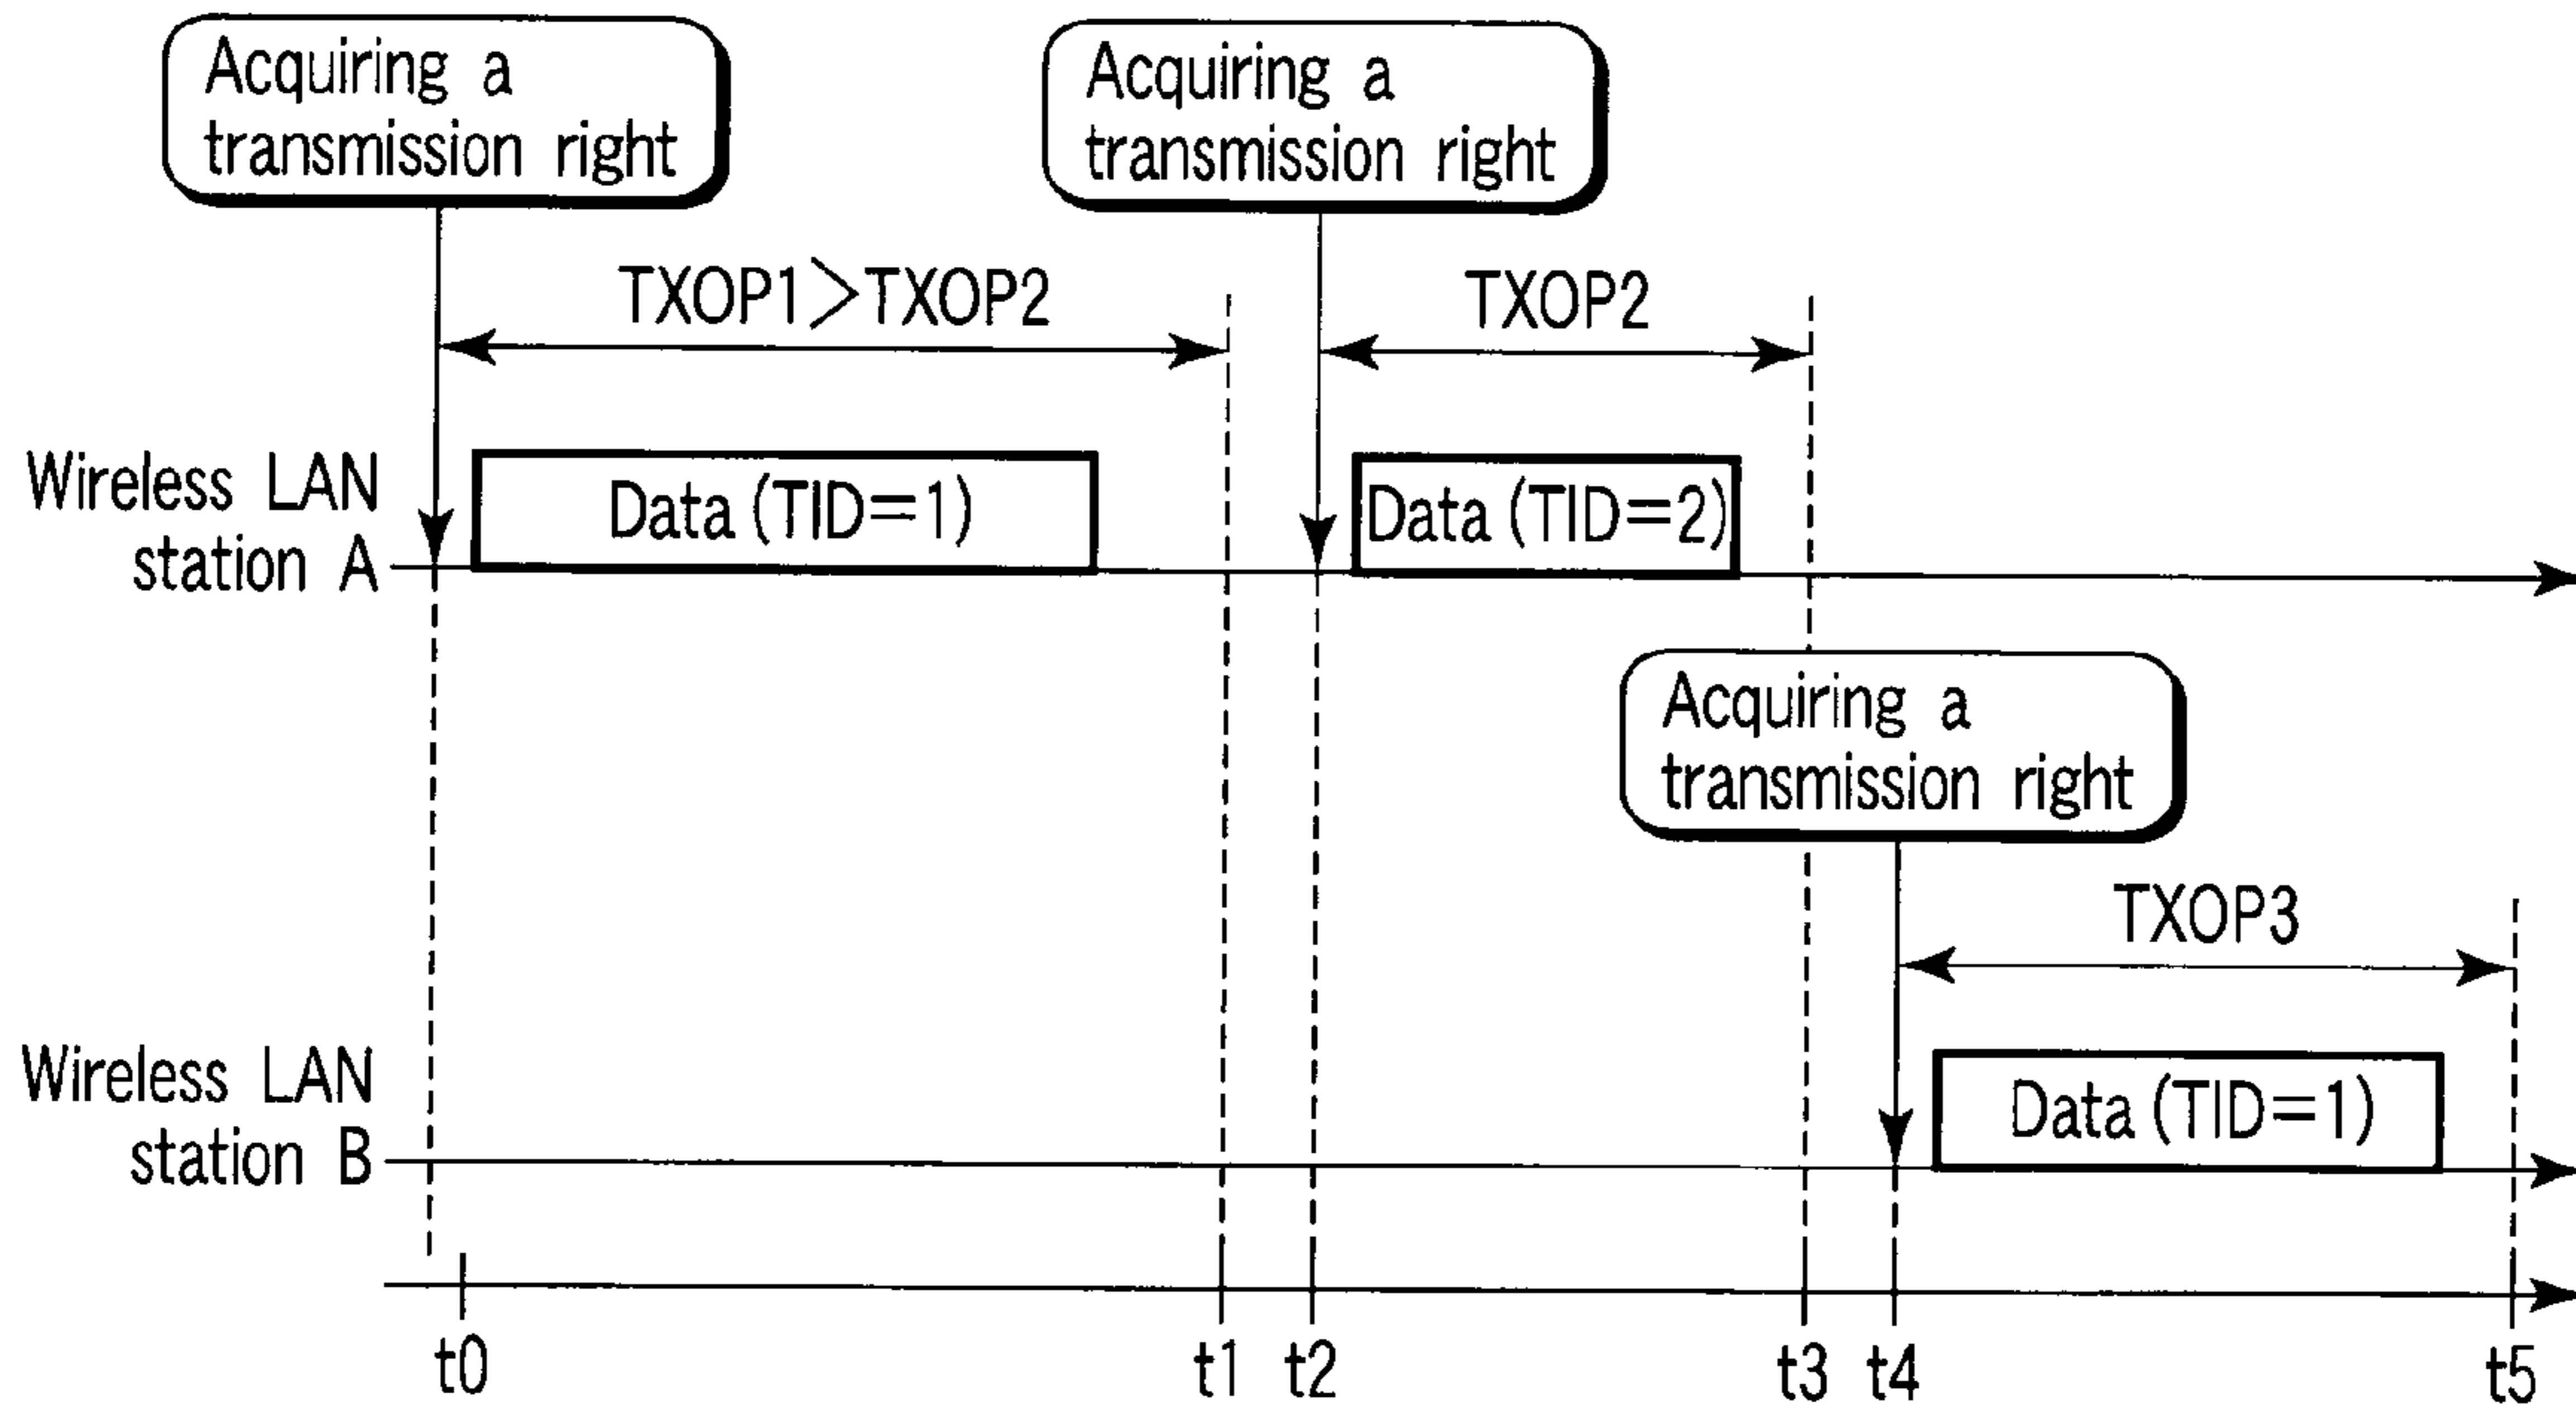 Acquiring a
transmission right
Acquiring a
transmission right
TXOP1>TXOP2
TXOP2
Wireless LAN
station A
Data (TID=1)
Data (TID=2)
Acquiring a
transmission right
TXOP3
Wireless LAN
station B
Data (TID=1)
t0
t1
t2
t3
t4
t5